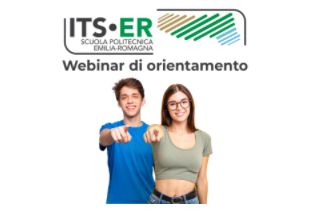 ITS•ER
SCUOLA POLITECNICA
EMILIA-ROMAGNA
Webinar di orientamento